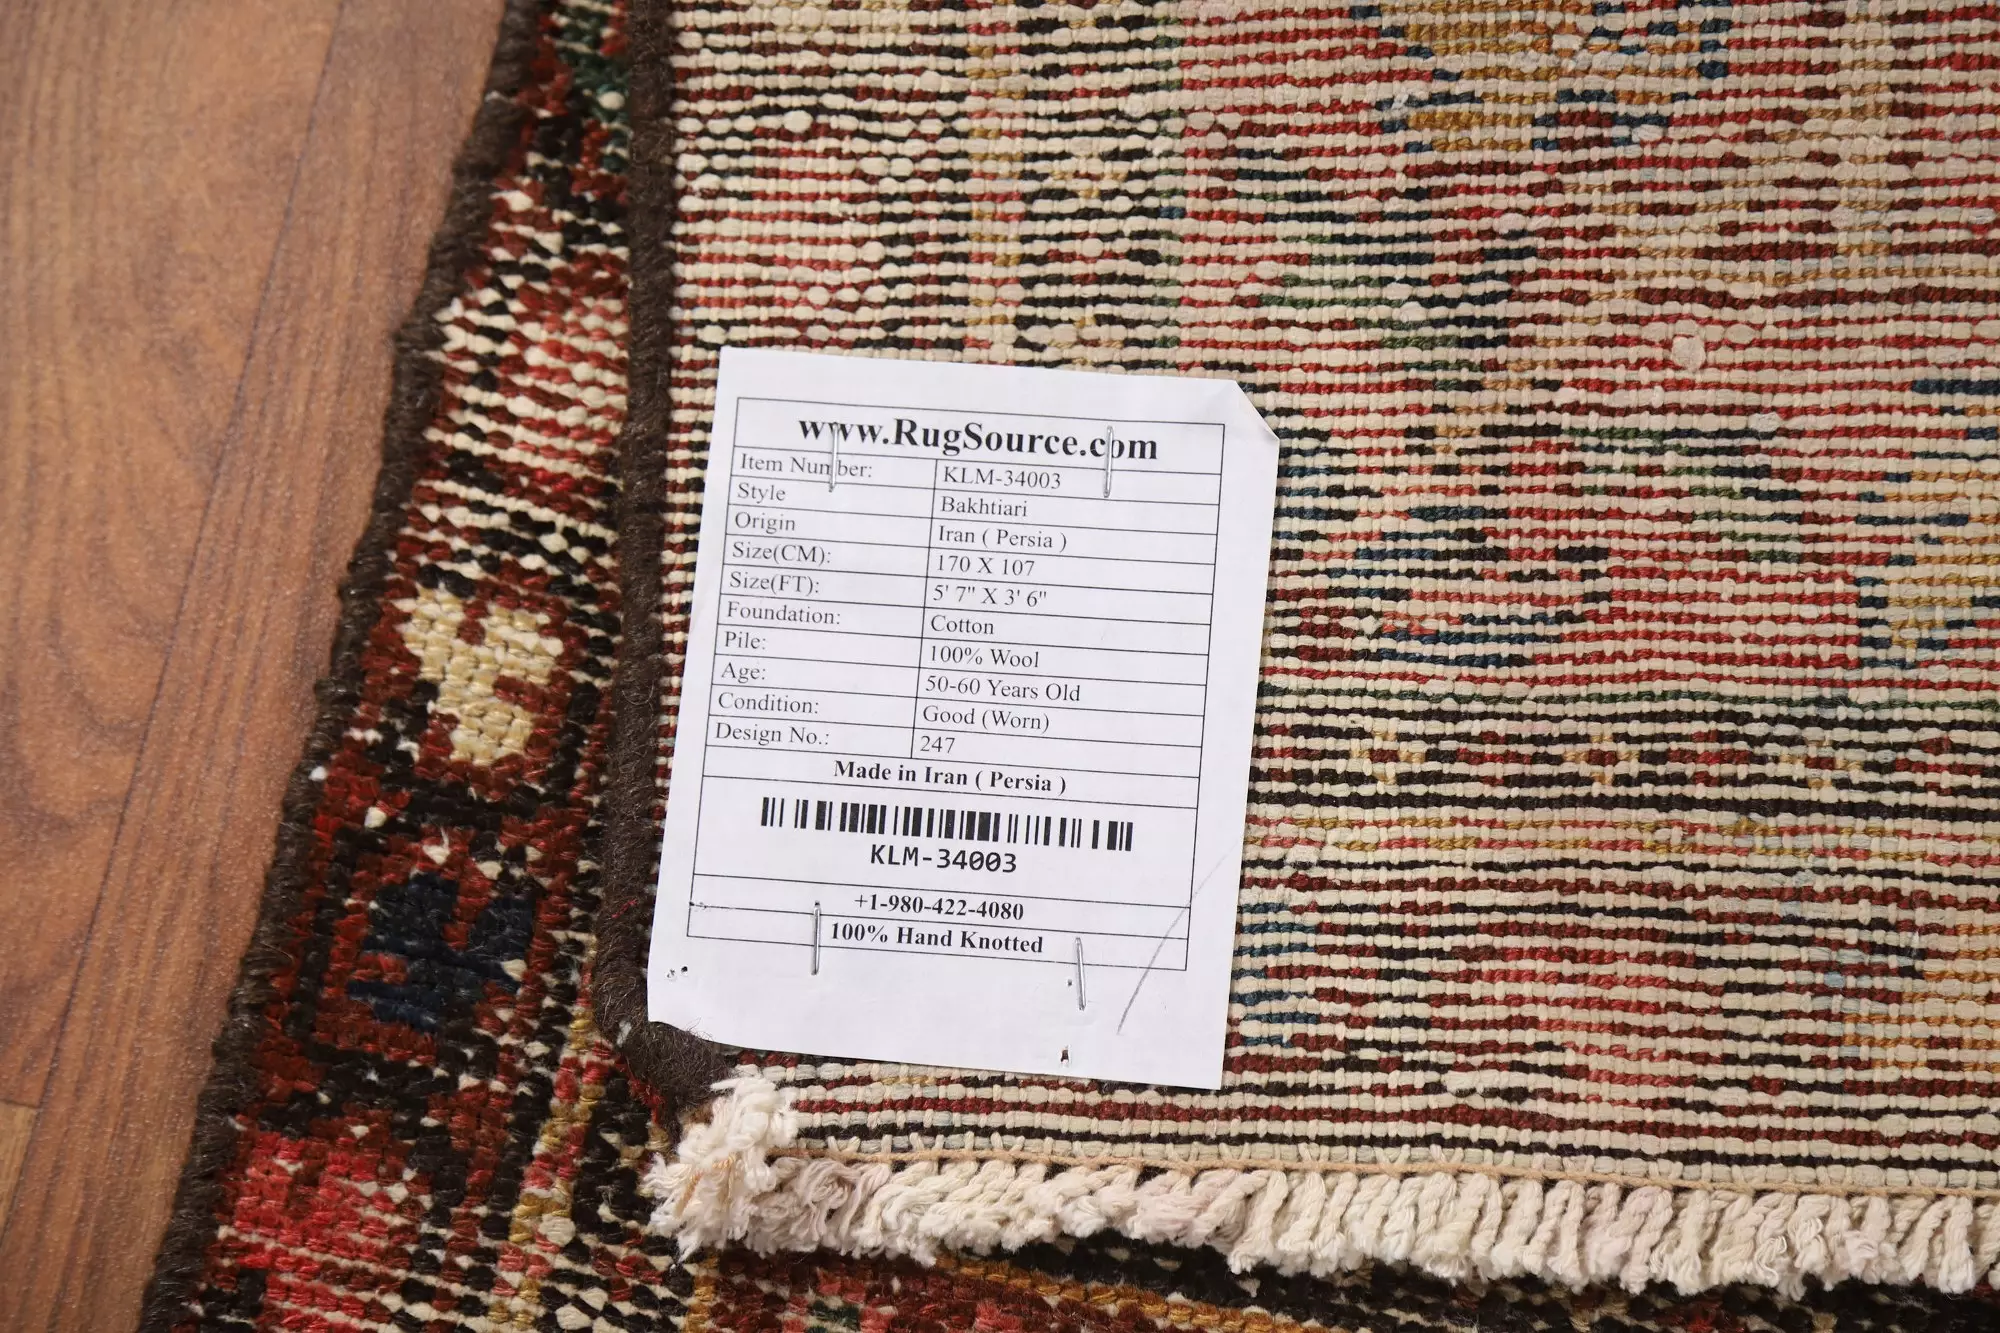 www.RugSource.com
Item Number: KLM-34003
Style Bakhtiari
Origin Iran ( Persia )
Size(CM): 170 X 107
Size(FT): 5' 7" X 3' 6"
Foundation: Cotton
Pile: 100% Wool
Age: 50-60 Years Old
Condition: Good (Worn)
Design No.: 247
Made in Iran ( Persia )
KLM-34003
+1-980-422-4080
100% Hand Knotted